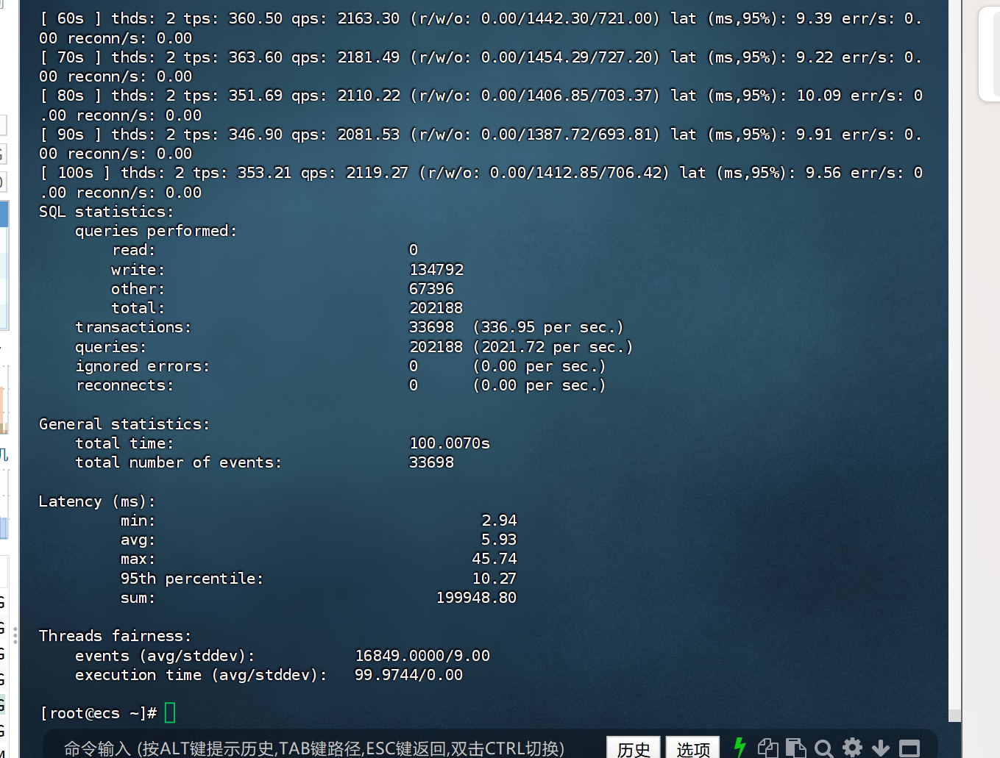 [ 60s ] thds: 2 tps: 360.50 qps: 2163.30 (r/w/o: 0.00/1442.30/721.00) lat (ms,95%): 9.39 err/s: 0.
00 reconn/s: 0.00
[ 70s ] thds: 2 tps: 363.60 qps: 2181.49 (r/w/o: 0.00/1454.29/727.20) lat (ms,95%): 9.22 err/s: 0.
00 reconn/s: 0.00
[ 80s ] thds: 2 tps: 351.69 qps: 2110.22 (r/w/o: 0.00/1406.85/703.37) lat (ms,95%): 10.09 err/s: 0
.00 reconn/s: 0.00
[ 90s ] thds: 2 tps: 346.90 qps: 2081.53 (r/w/o: 0.00/1387.72/693.81) lat (ms,95%): 9.91 err/s: 0.
00 reconn/s: 0.00
[ 100s ] thds: 2 tps: 353.21 qps: 2119.27 (r/w/o: 0.00/1412.85/706.42) lat (ms,95%): 9.56 err/s: 0
.00 reconn/s: 0.00
SQL statistics:
    queries performed:
        read:                            0
        write:                           134792
        other:                           67396
        total:                           202188
    transactions:                        33698  (336.95 per sec.)
    queries:                             202188 (2021.72 per sec.)
    ignored errors:                      0      (0.00 per sec.)
    reconnects:                          0      (0.00 per sec.)

General statistics:
    total time:                          100.0070s
    total number of events:              33698

Latency (ms):
         min:                                    2.94
         avg:                                    5.93
         max:                                   45.74
         95th percentile:                       10.27
         sum:                               199948.80

Threads fairness:
    events (avg/stddev):           16849.0000/9.00
    execution time (avg/stddev):   99.9744/0.00

[root@ecs ~]#
命令输入 (按ALT键提示历史,TAB键路径,ESC键返回,双击CTRL切换) 历史 选项